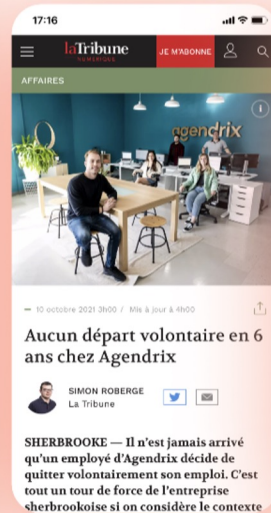 17:16
laTribune
NUMÉRIQUE
JE M'ABONNE
AFFAIRES
agendrix
10 octobre 2021 3h00 / Mis à jour à 4h00
Aucun départ volontaire en 6
ans chez Agendrix
SIMON ROBERGE
La Tribune
SHERBROOKE — Il n'est jamais arrivé
qu'un employé d'Agendrix décide de
quitter volontairement son emploi. C'est
tout un tour de force de l'entreprise
sherbrookoise si on considère le contexte